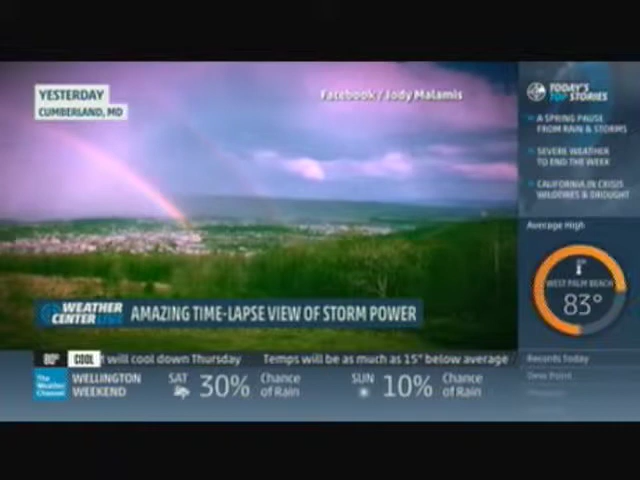 YESTERDAY
CUMBERLAND, MD
Facebook / Jody Malamis
TODAY'S
TOP STORIES
A SPRING PAUSE
FROM RAIN & STORMS
SEVERE WEATHER
TO END THE WEEK
CALIFORNIA IN CRISIS
WILDFIRES & DROUGHT
Average High
WEST PALM BEACH
83°
WEATHER
CENTER LIVE
AMAZING TIME-LAPSE VIEW OF STORM POWER
80° COOL t will cool down Thursday Temps will be as much as 15° below average
Records Today
Dew Point
The
Weather
Channel
WELLINGTON
WEEKEND
SAT 30% Chance
of Rain
SUN 10% Chance
of Rain